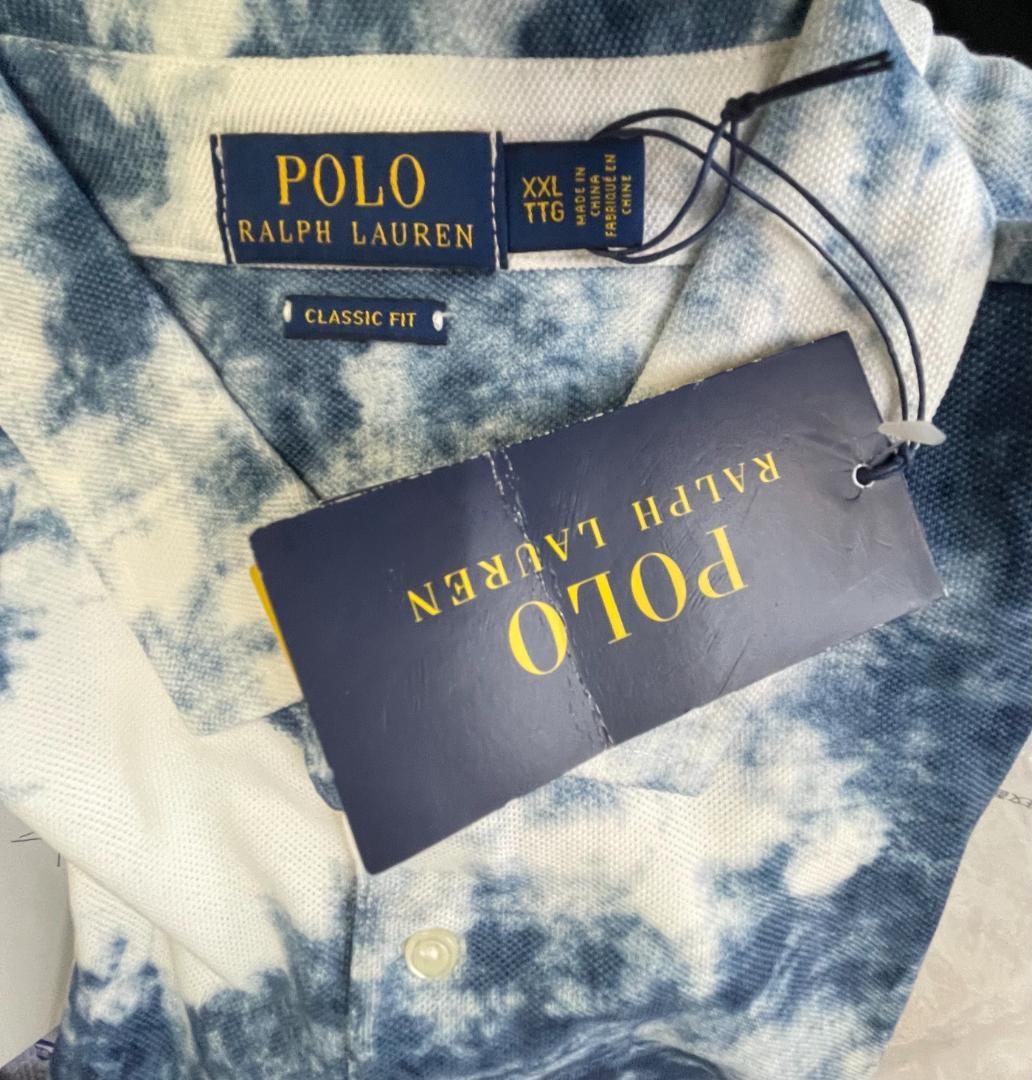 POLO
RALPH LAUREN
XXL
TTG
MADE IN
CHINA
FABRIQUÉ EN
CHINE
CLASSIC FIT
POLO
RALPH LAUREN